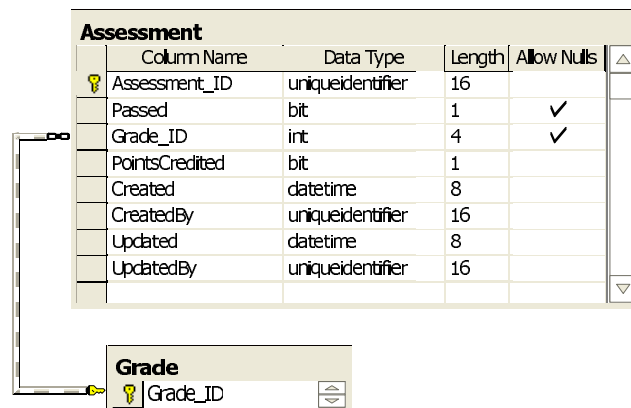 Assessment
Column Name Data Type Length Allow Nulls
Assessment_ID uniqueidentifier 16
Passed bit 1
Grade_ID int 4
PointsCredited bit 1
Created datetime 8
CreatedBy uniqueidentifier 16
Updated datetime 8
UpdatedBy uniqueidentifier 16
Grade
Grade_ID